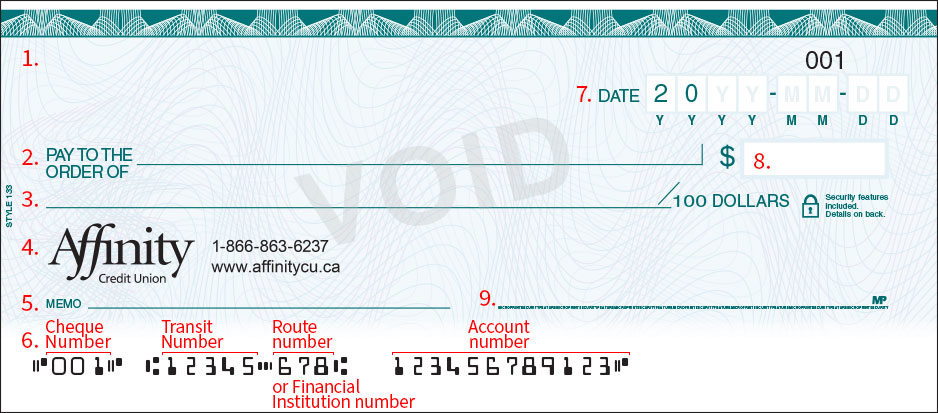 1.
001
7. DATE 2 0 Y Y - M M - D D
Y Y Y Y M M D D
2. PAY TO THE
ORDER OF
$ 8.
VOID
3. /100 DOLLARS
Security features
included.
Details on back.
STYLE 133
4. Affinity
Credit Union
1-866-863-6237
www.affinitycu.ca
5. MEMO
9.
MP
6. Cheque
Number
Transit
Number
Route
number
Account
number
⑈001⑈ ⑆12345⑉678⑆ 123456789123⑈
or Financial
Institution number